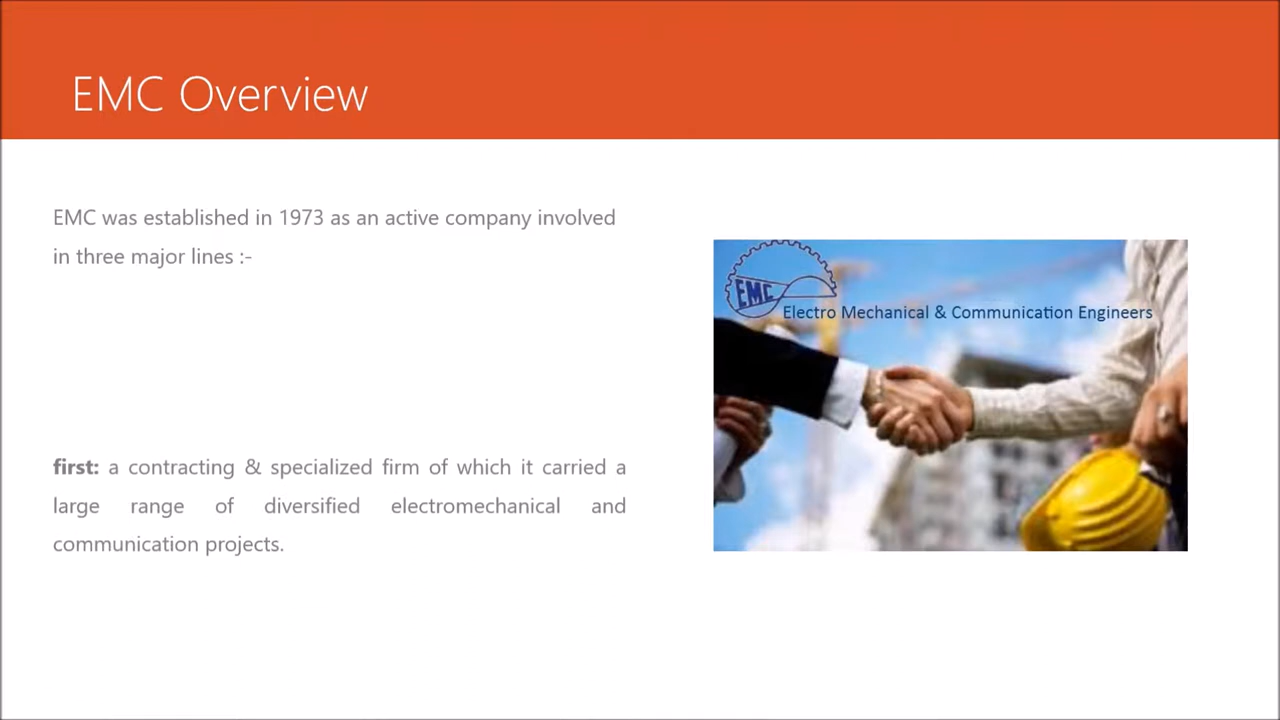 EMC Overview
EMC was established in 1973 as an active company involved
in three major lines :-
first: a contracting & specialized firm of which it carried a
large range of diversified electromechanical and
communication projects.
EMC
Electro Mechanical & Communication Engineers